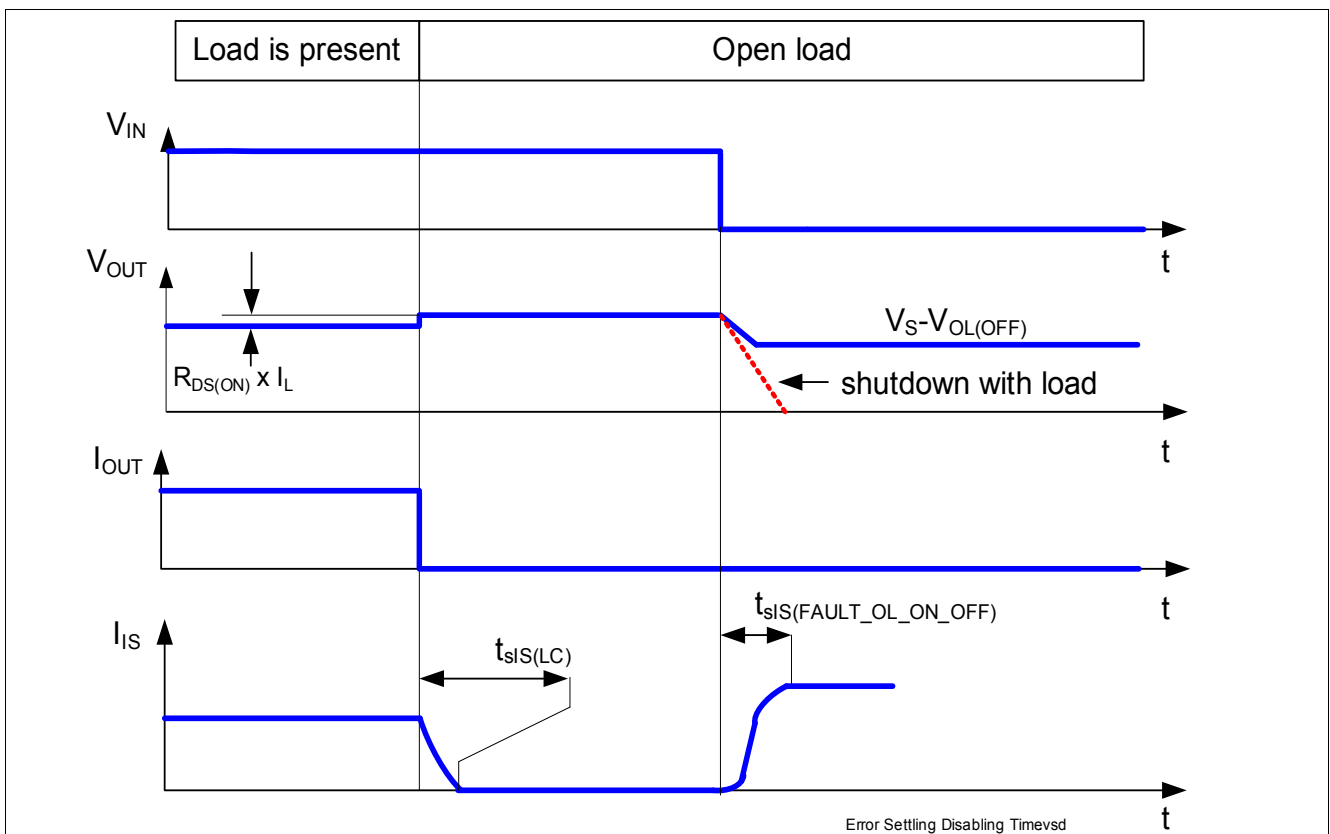 Load is present
Open load
VIN
t
VOUT
RDS(ON) x IL
VS-VOL(OFF)
shutdown with load
t
IOUT
t
IIS
tsIS(LC)
tsIS(FAULT_OL_ON_OFF)
t
Error Settling Disabling Timevsd